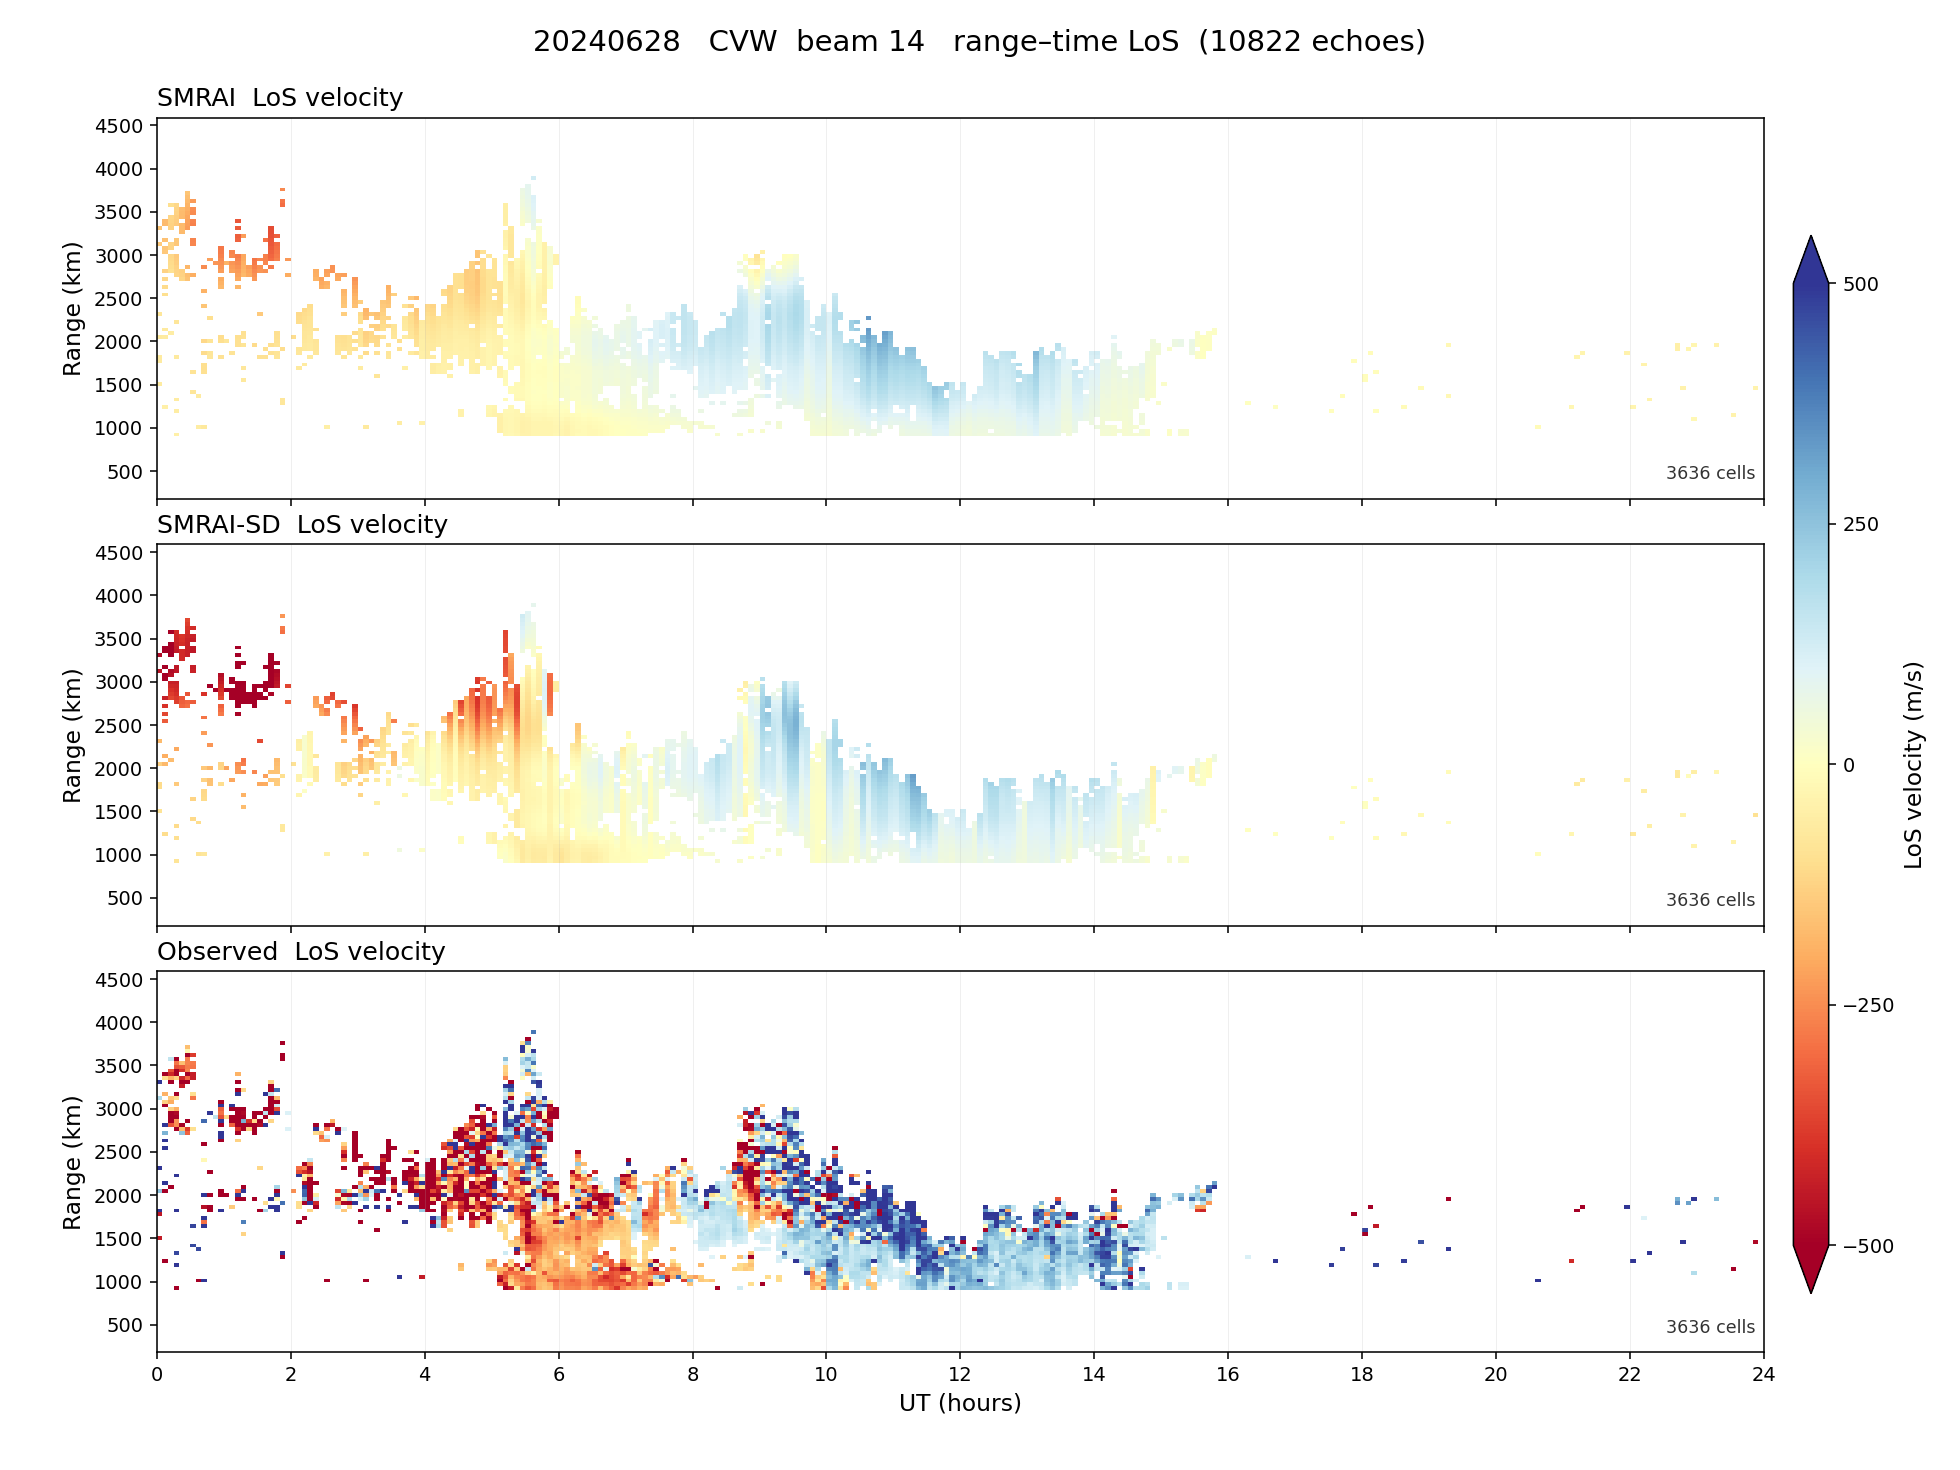 20240628   CVW  beam 14   range–time LoS  (10822 echoes)
SMRAI  LoS velocity
4500
4000
3500
3000
2500
2000
1500
1000
500
Range (km)
3636 cells
SMRAI-SD  LoS velocity
4500
4000
3500
3000
2500
2000
1500
1000
500
Range (km)
3636 cells
Observed  LoS velocity
4500
4000
3500
3000
2500
2000
1500
1000
500
Range (km)
3636 cells
0 2 4 6 8 10 12 14 16 18 20 22 24
UT (hours)
500
250
0
−250
−500
LoS velocity (m/s)